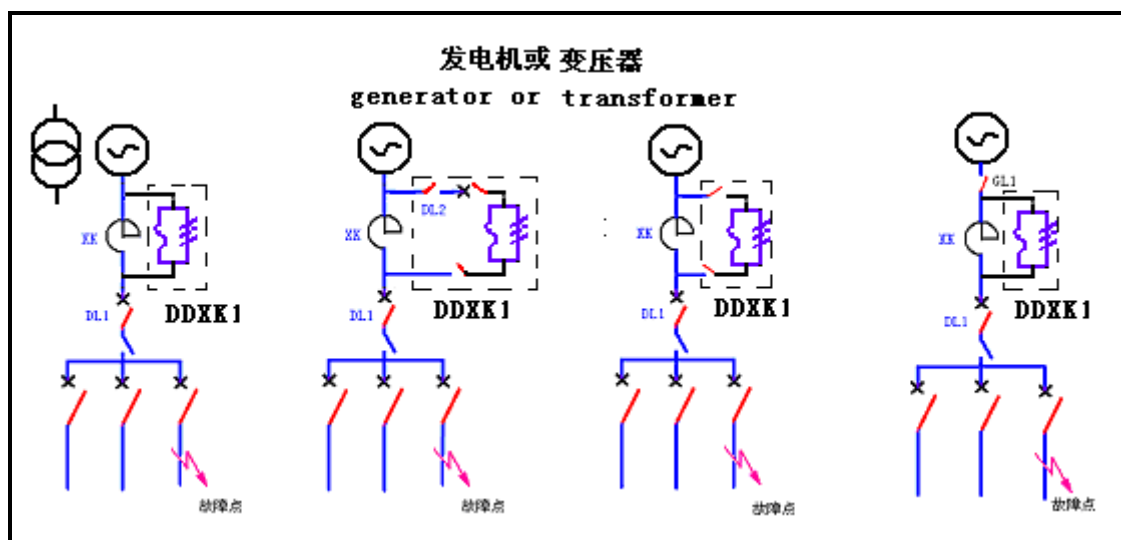 发电机或 变压器
generator or transformer
GL1
DL2
XK
XK
XK
XK
DL1
DDXK1
DL1
DDXK1
DL1
DDXK1
DL1
DDXK1
故障点
故障点
故障点
故障点